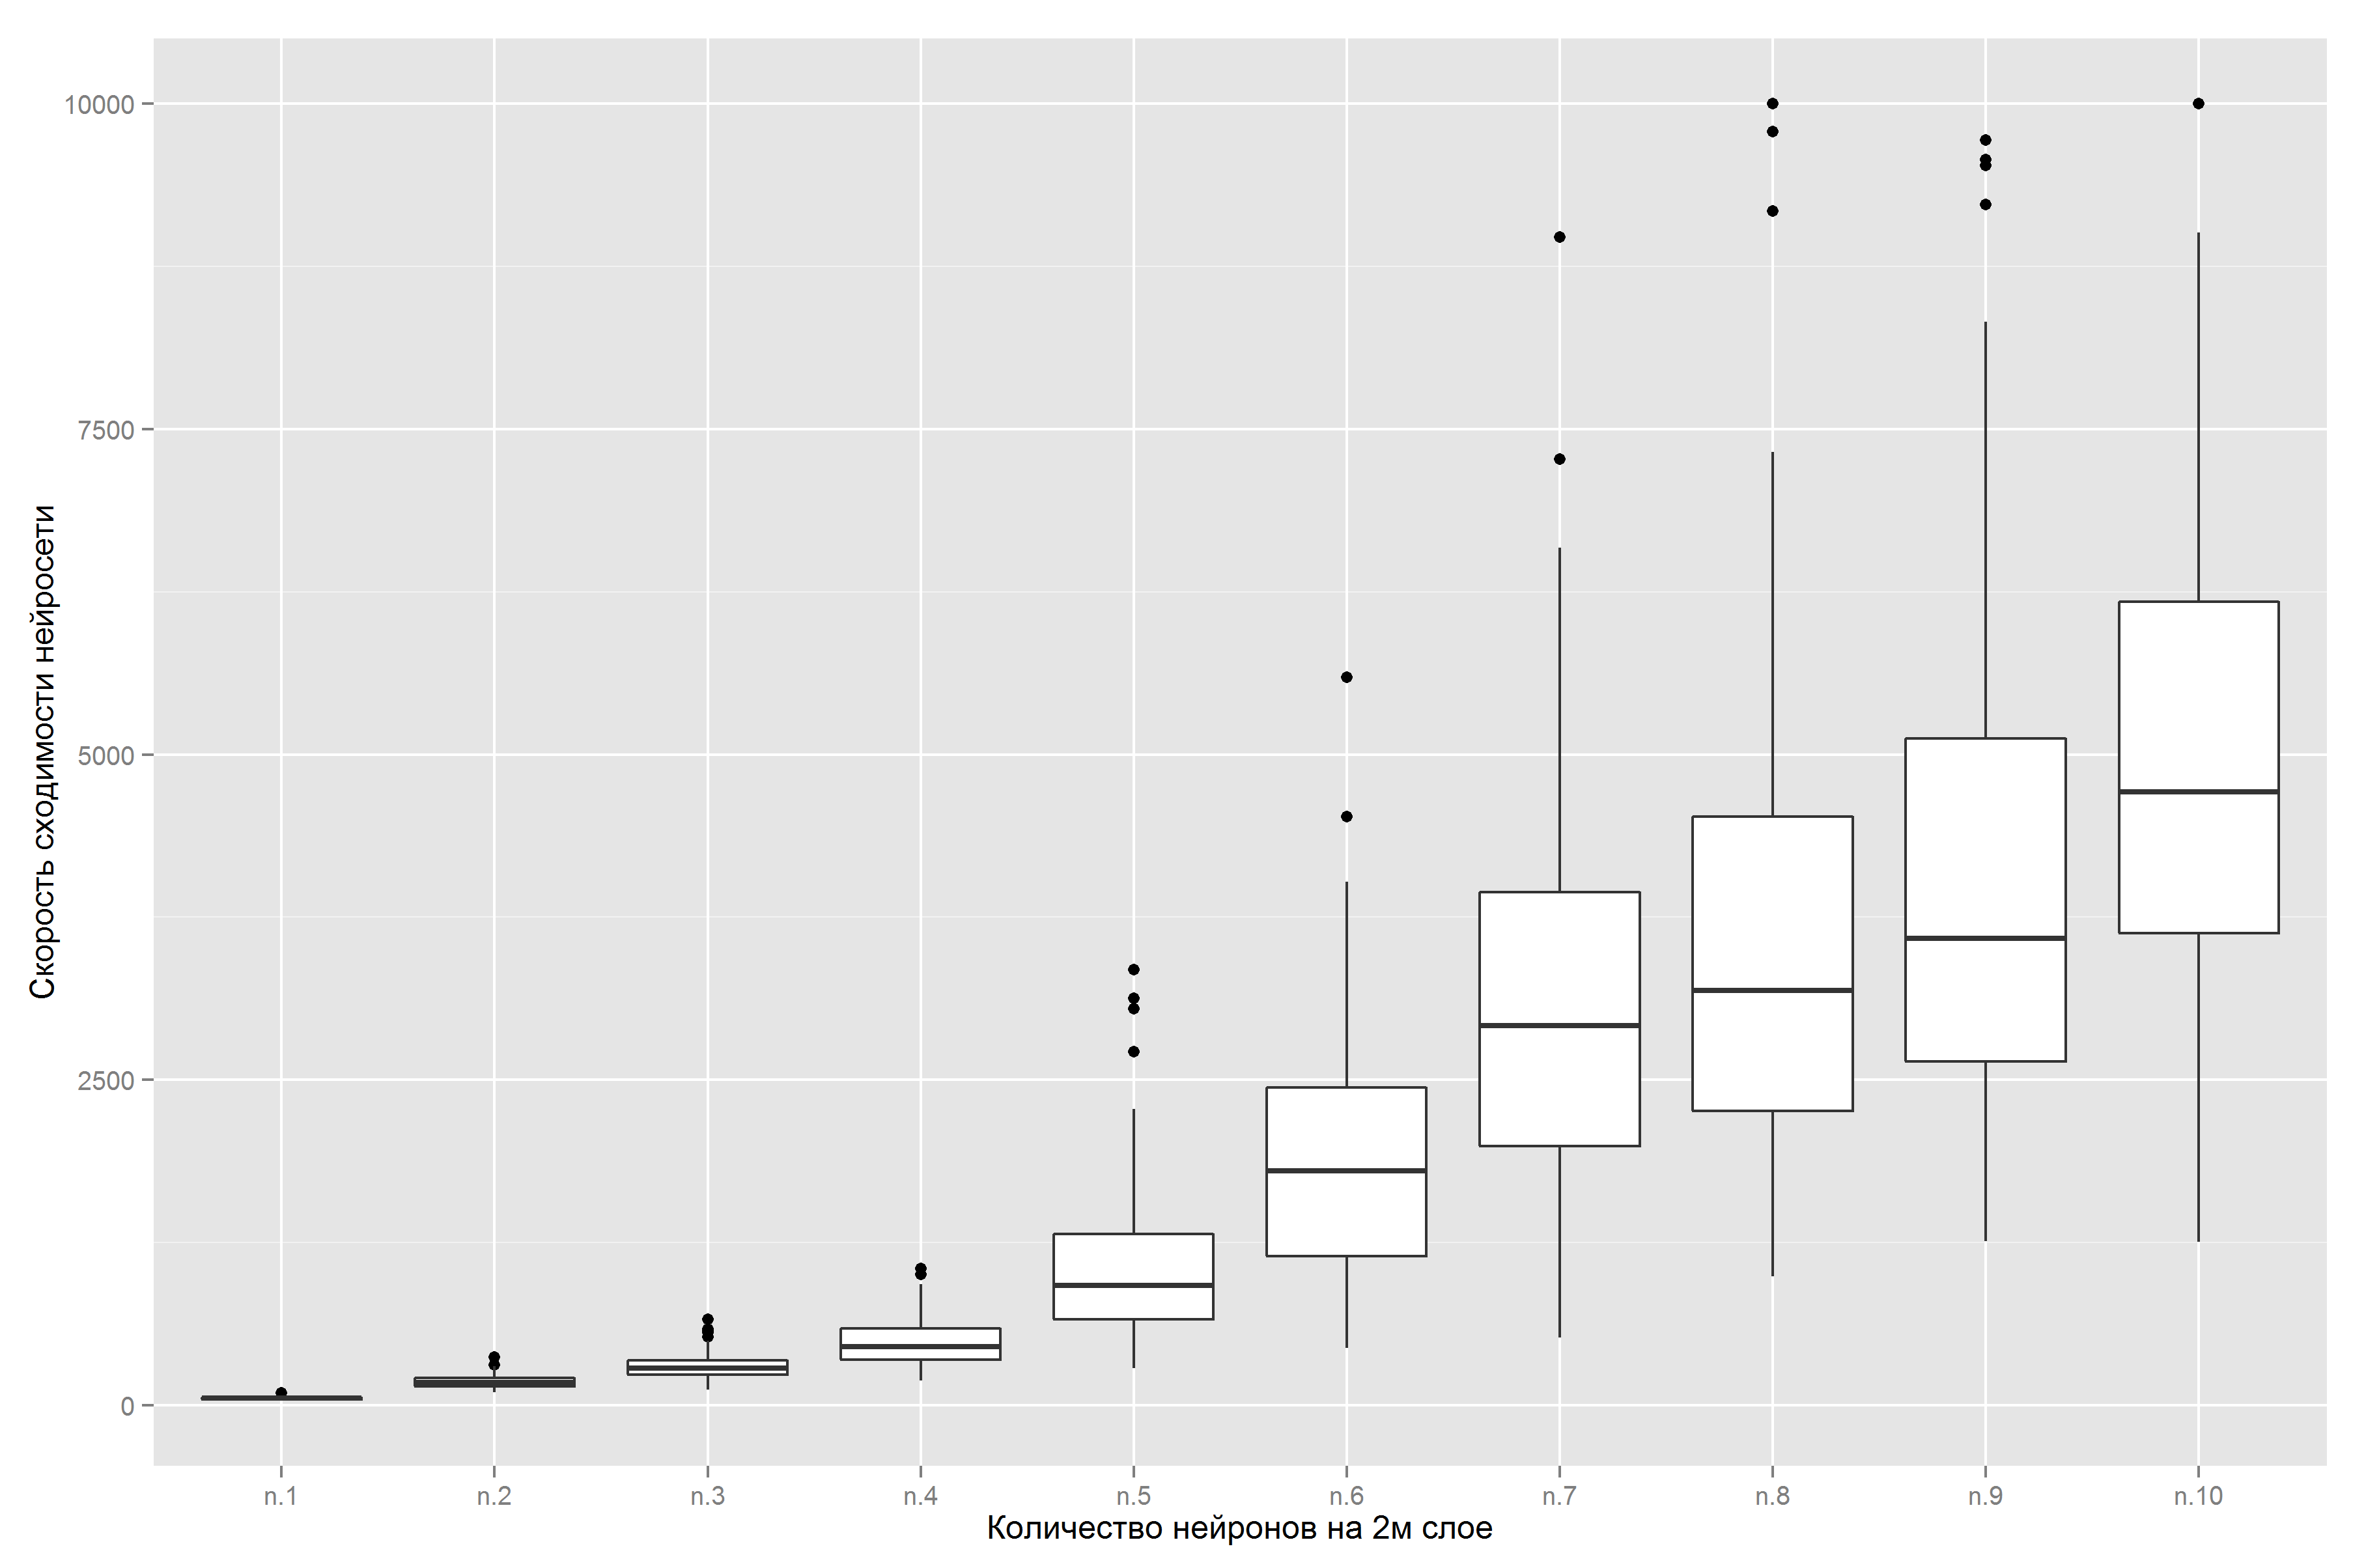 Скорость сходимости нейросети
10000
7500
5000
2500
0
n.1 n.2 n.3 n.4 n.5 n.6 n.7 n.8 n.9 n.10
Количество нейронов на 2м слое